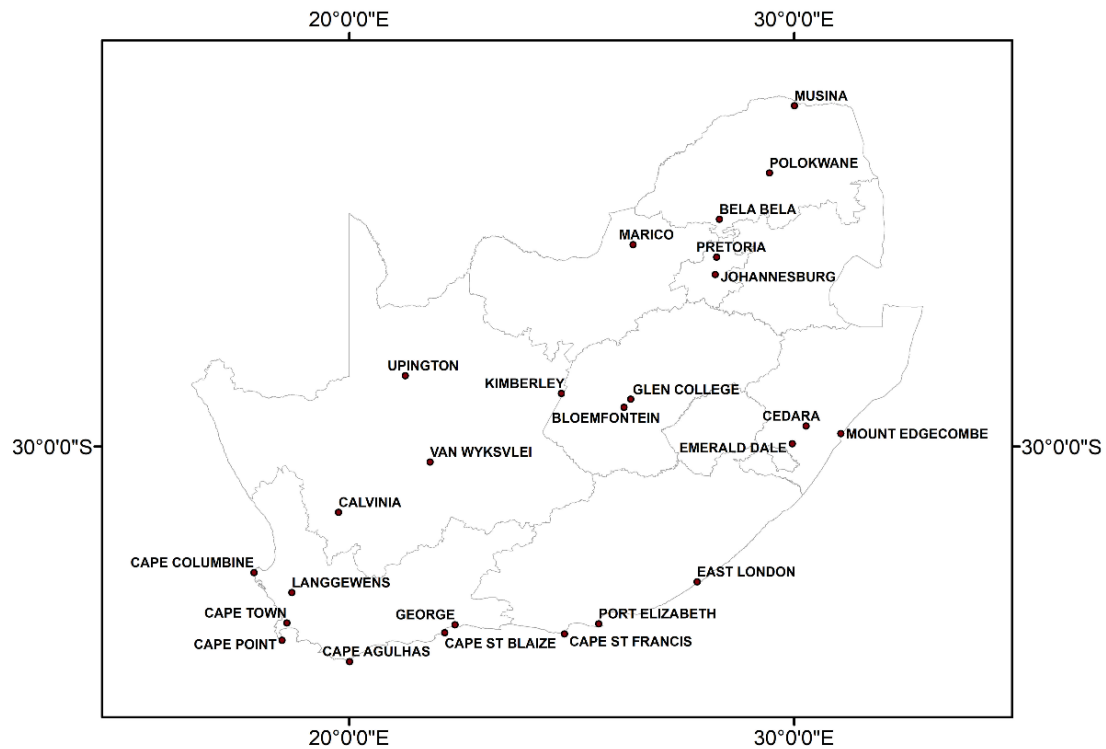 20°0'0"E
30°0'0"E
MUSINA
POLOKWANE
BELA BELA
MARICO
PRETORIA
JOHANNESBURG
UPINGTON
KIMBERLEY
GLEN COLLEGE
BLOEMFONTEIN
CEDARA
MOUNT EDGECOMBE
30°0'0"S
30°0'0"S
EMERALD DALE
VAN WYKSVLEI
CALVINIA
CAPE COLUMBINE
EAST LONDON
LANGGEWENS
CAPE TOWN
GEORGE
PORT ELIZABETH
CAPE POINT
CAPE ST BLAIZE
CAPE ST FRANCIS
CAPE AGULHAS
20°0'0"E
30°0'0"E